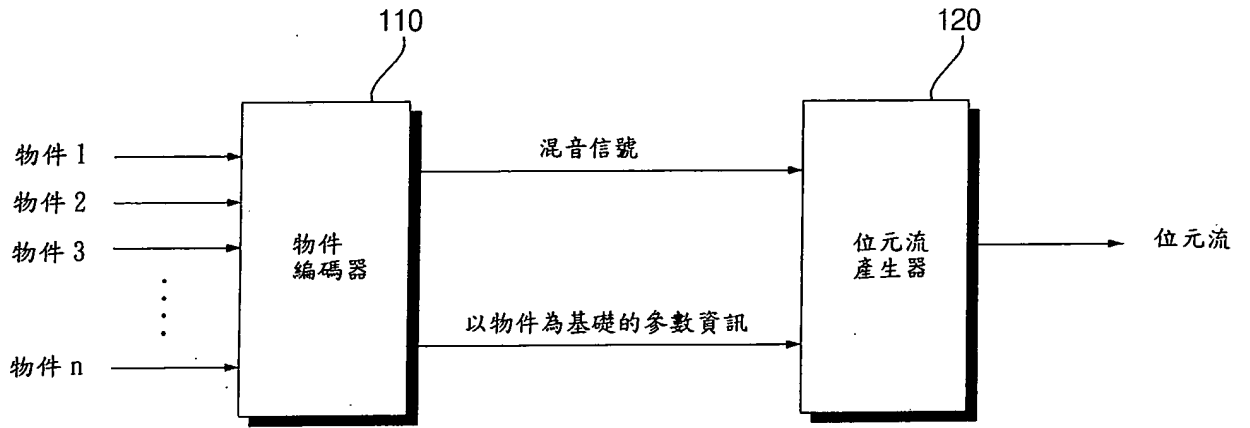 110
120
物件 1
物件 2
物件 3
物件 n
物件
編碼器
混音信號
以物件為基礎的參數資訊
位元流
產生器
位元流